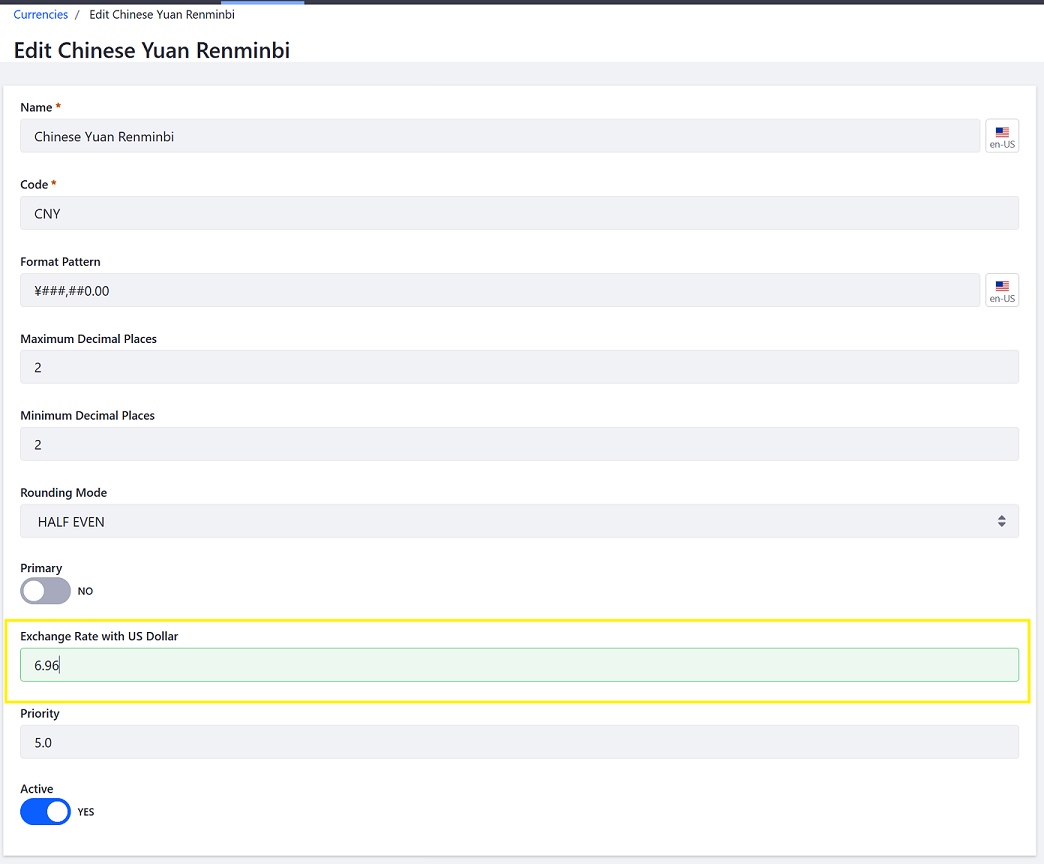 Currencies / Edit Chinese Yuan Renminbi
Edit Chinese Yuan Renminbi
Name *
Chinese Yuan Renminbi
en-US
Code *
CNY
Format Pattern
¥###,##0.00
en-US
Maximum Decimal Places
2
Minimum Decimal Places
2
Rounding Mode
HALF EVEN
Primary
NO
Exchange Rate with US Dollar
6.96
Priority
5.0
Active
YES